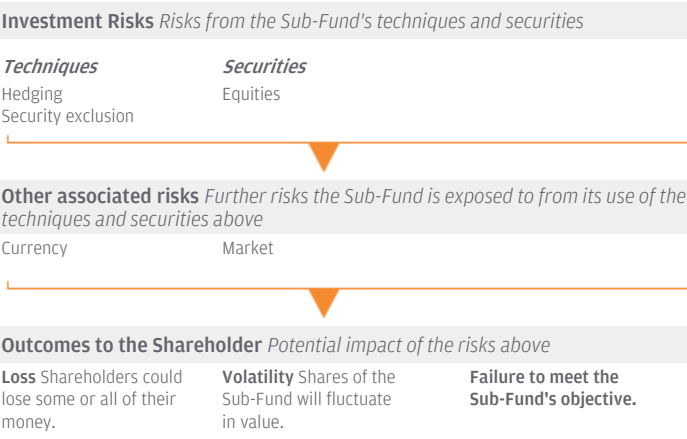 Investment Risks Risks from the Sub-Fund's techniques and securities
Techniques Securities
Hedging Equities
Security exclusion
Other associated risks Further risks the Sub-Fund is exposed to from its use of the
techniques and securities above
Currency Market
Outcomes to the Shareholder Potential impact of the risks above
Loss Shareholders could
lose some or all of their
money.
Volatility Shares of the
Sub-Fund will fluctuate
in value.
Failure to meet the
Sub-Fund's objective.